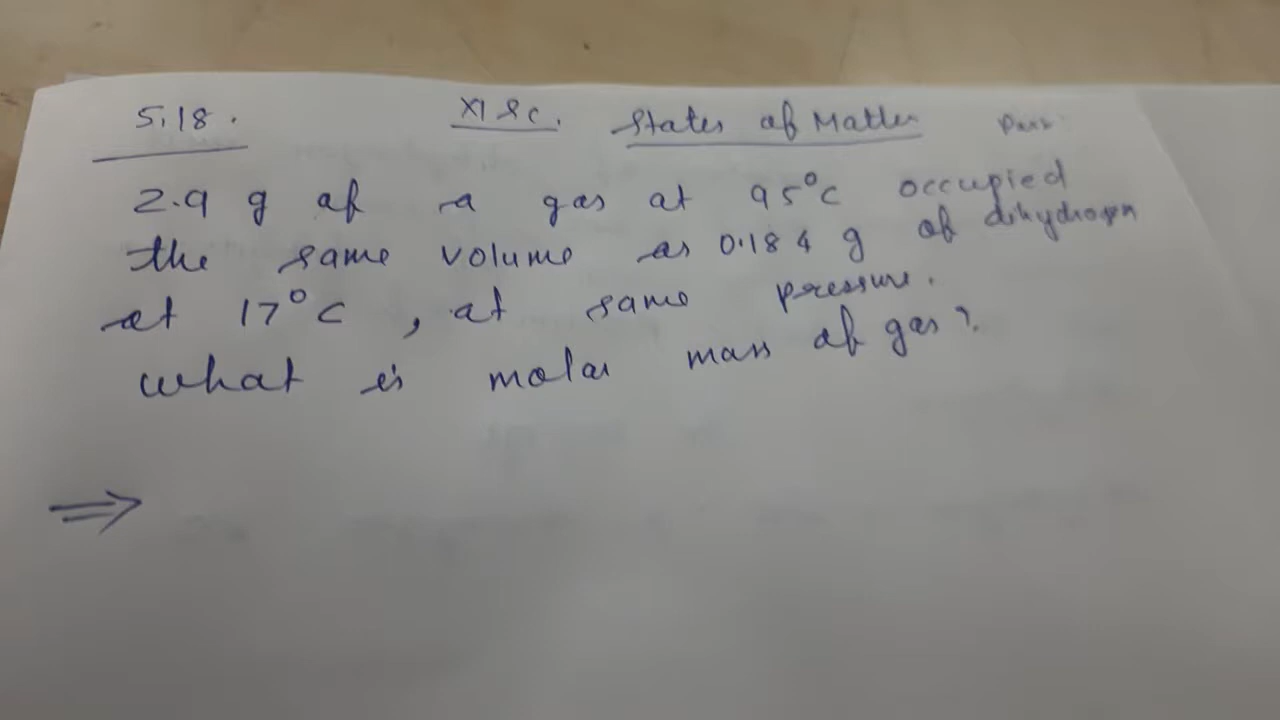 5.18. XI Sc. States of Matter
2.9 g of a gas at 95°C occupied
the same volume as 0.184 g of dihydrogen
at 17°C, at same pressure.
What is molar mass of gas?
⇒